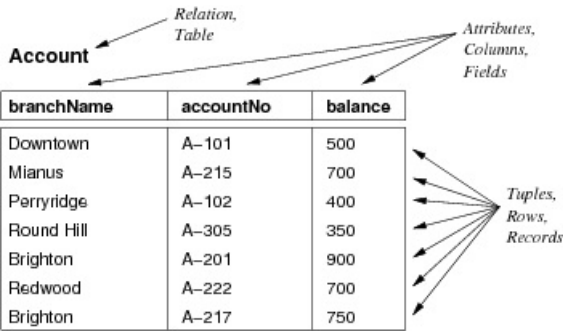 Relation,
Table
Account
Attributes,
Columns,
Fields
branchName accountNo balance
Downtown A–101 500
Mianus A–215 700
Perryridge A–102 400
Round Hill A–305 350
Brighton A–201 900
Redwood A–222 700
Brighton A–217 750
Tuples,
Rows,
Records